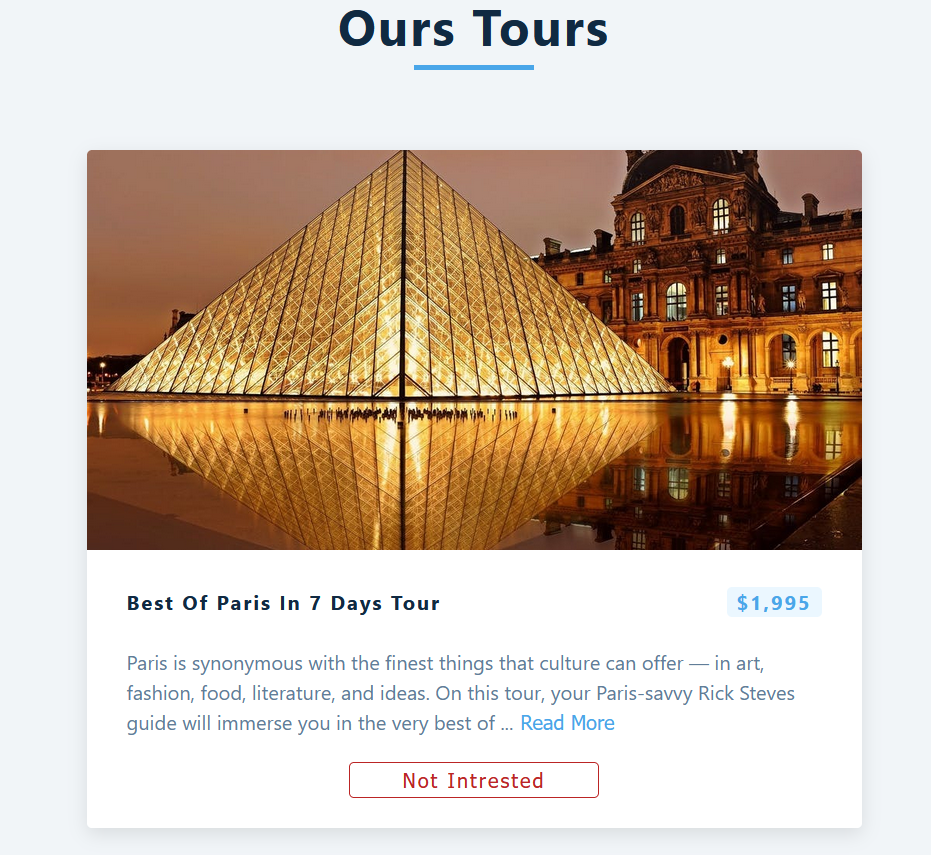 Ours Tours
Best Of Paris In 7 Days Tour
$1,995
Paris is synonymous with the finest things that culture can offer — in art,
fashion, food, literature, and ideas. On this tour, your Paris-savvy Rick Steves
guide will immerse you in the very best of ... Read More
Not Intrested